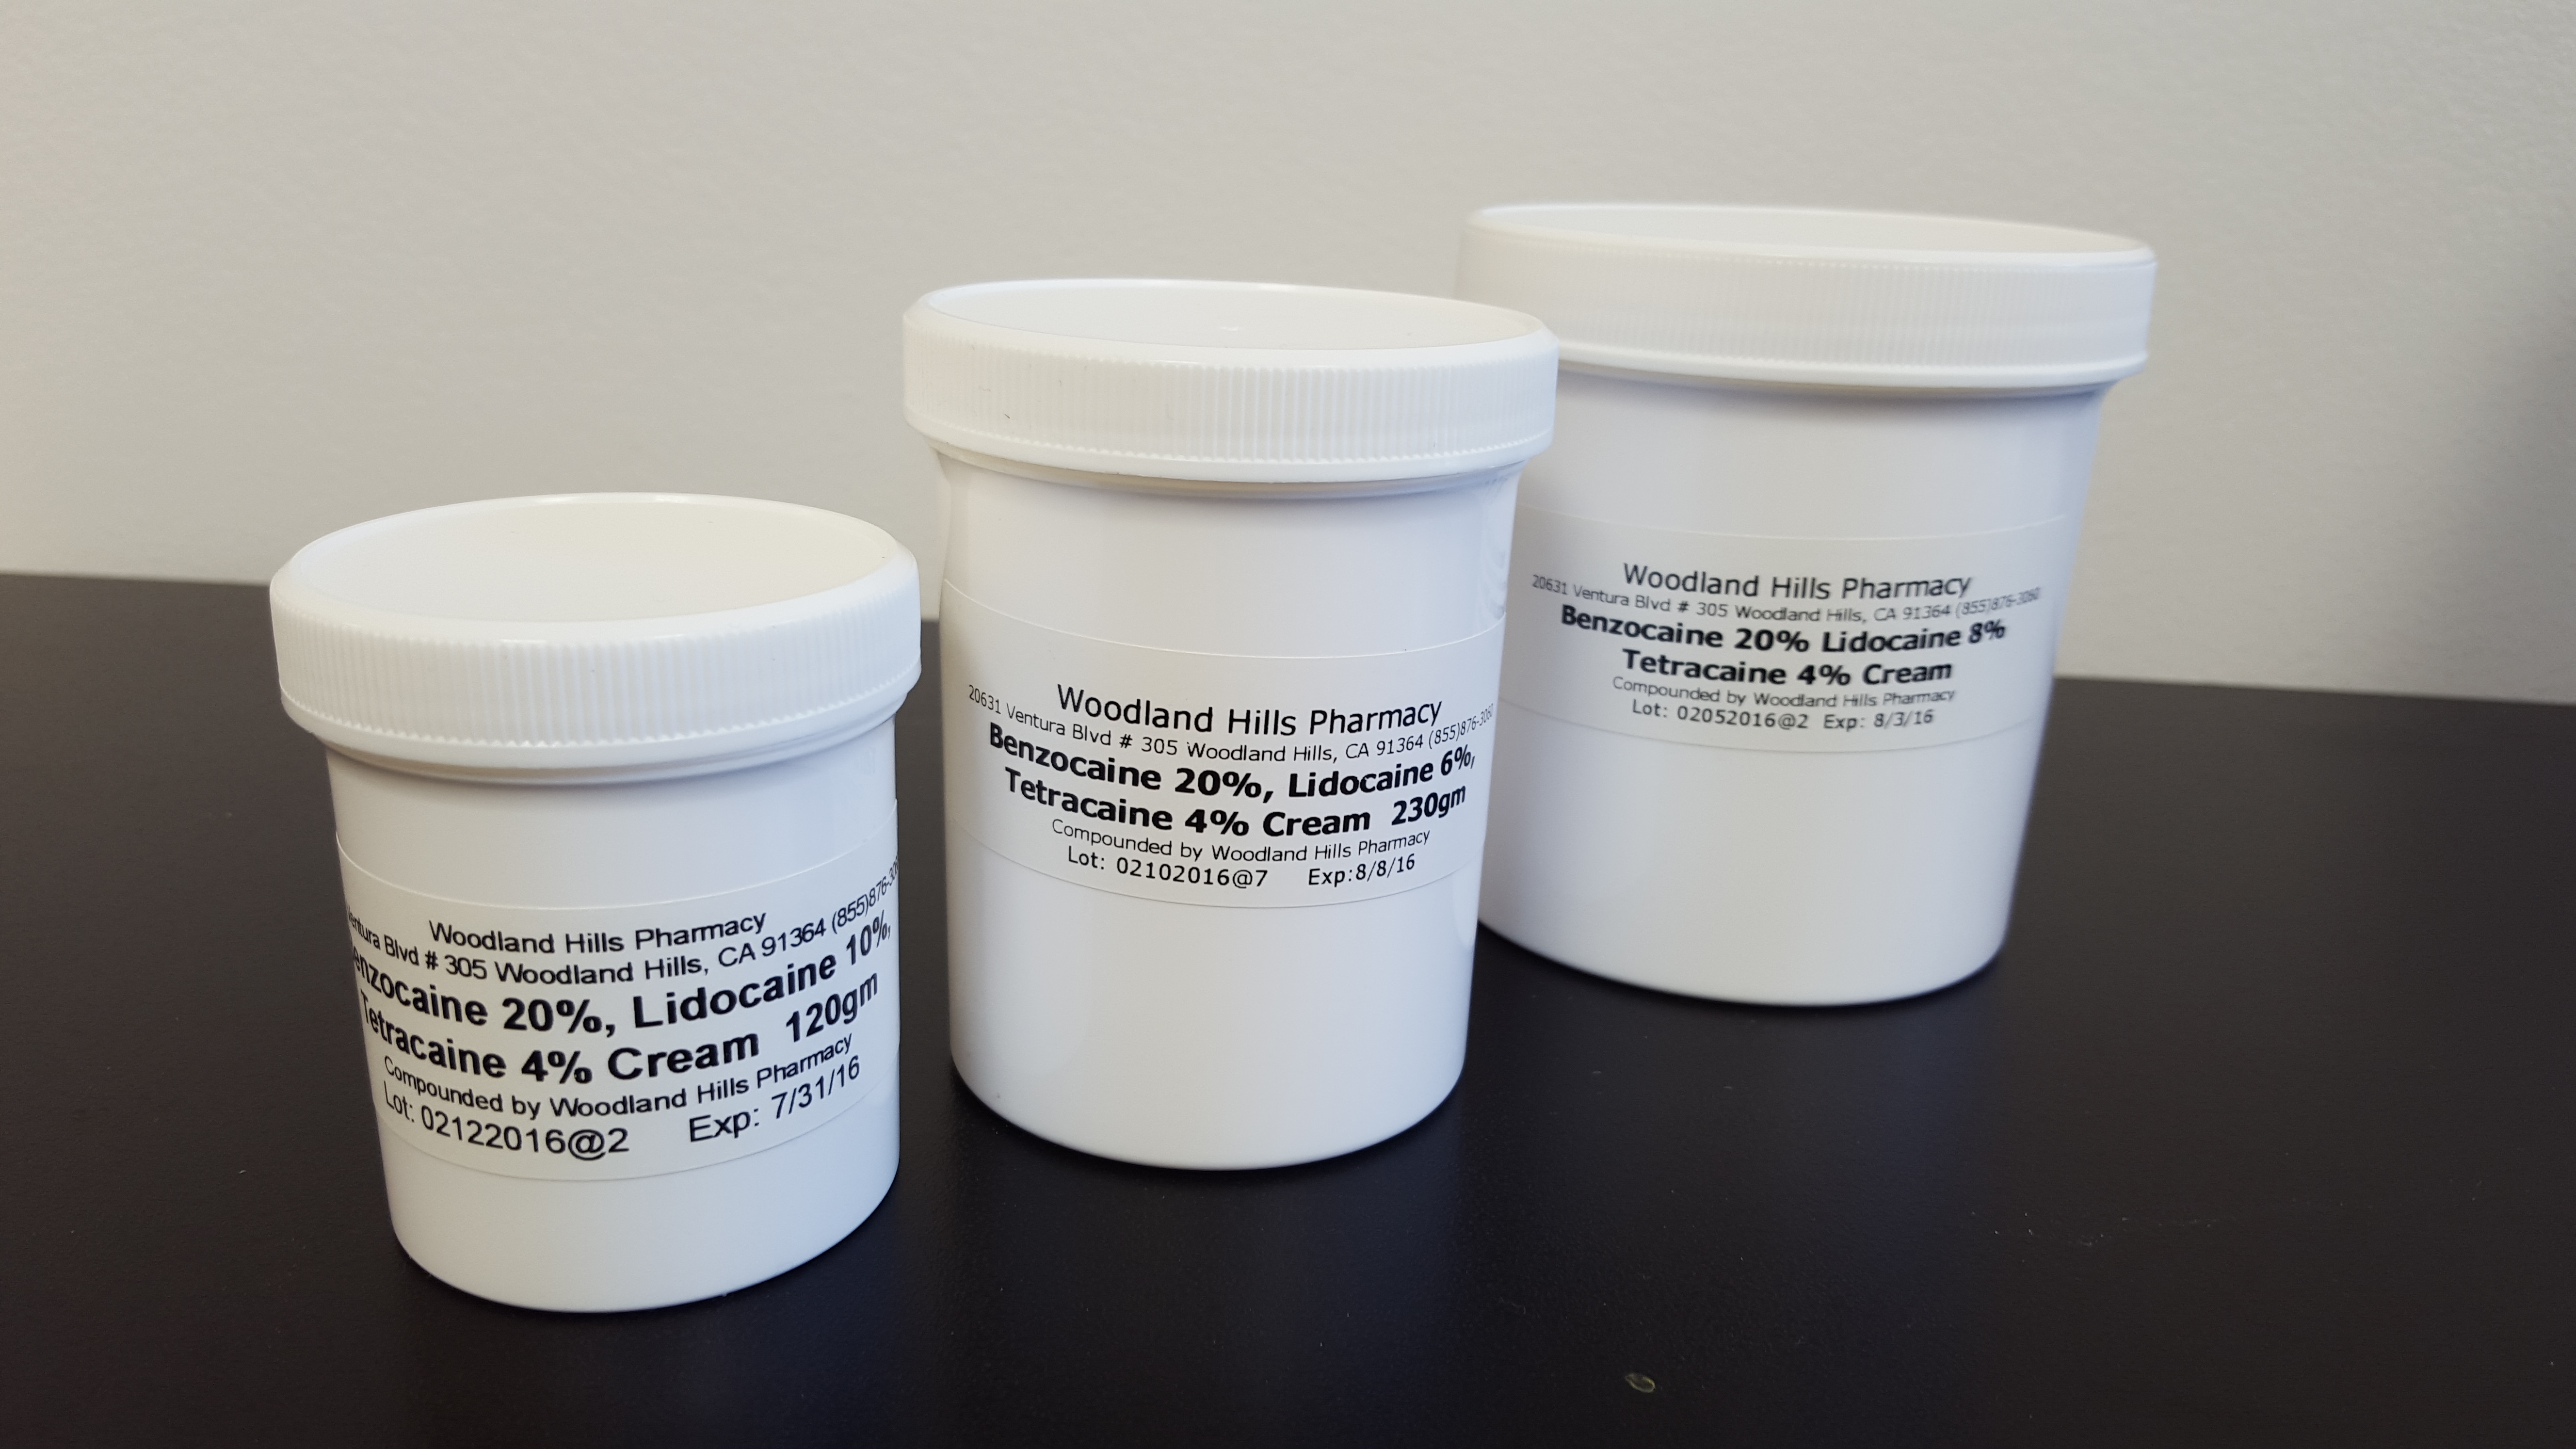 Woodland Hills Pharmacy
Blvd # 305 Woodland Hills, CA 91364
20%, Lidocaine 10%,
Tetracaine 4% Cream 120gm
Compounded by Woodland Hills Pharmacy
Lot: 02122016@2 Exp: 7/31/16
Woodland Hills Pharmacy
20631 Ventura Blvd # 305 Woodland Hills, CA 91364 (855)876-3060
Benzocaine 20%, Lidocaine 6%,
Tetracaine 4% Cream 230gm
Compounded by Woodland Hills Pharmacy
Lot: 02102016@7 Exp:8/8/16
Woodland Hills Pharmacy
20631 Ventura Blvd # 305 Woodland Hills, CA 91364 (855)876-3060
Benzocaine 20% Lidocaine 8%
Tetracaine 4% Cream
Compounded by Woodland Hills Pharmacy
Lot: 02052016@2 Exp: 8/3/16